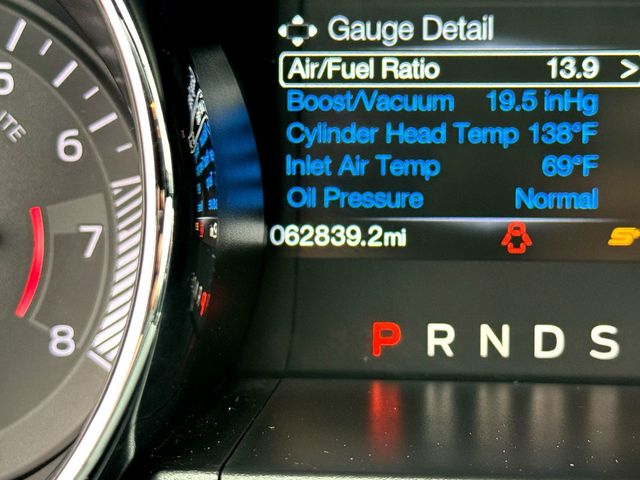 Gauge Detail
Air/Fuel Ratio 13.9 >
Boost/Vacuum 19.5 inHg
Cylinder Head Temp 138°F
Inlet Air Temp 69°F
Oil Pressure Normal
062839.2mi
P R N D S
6
7
8